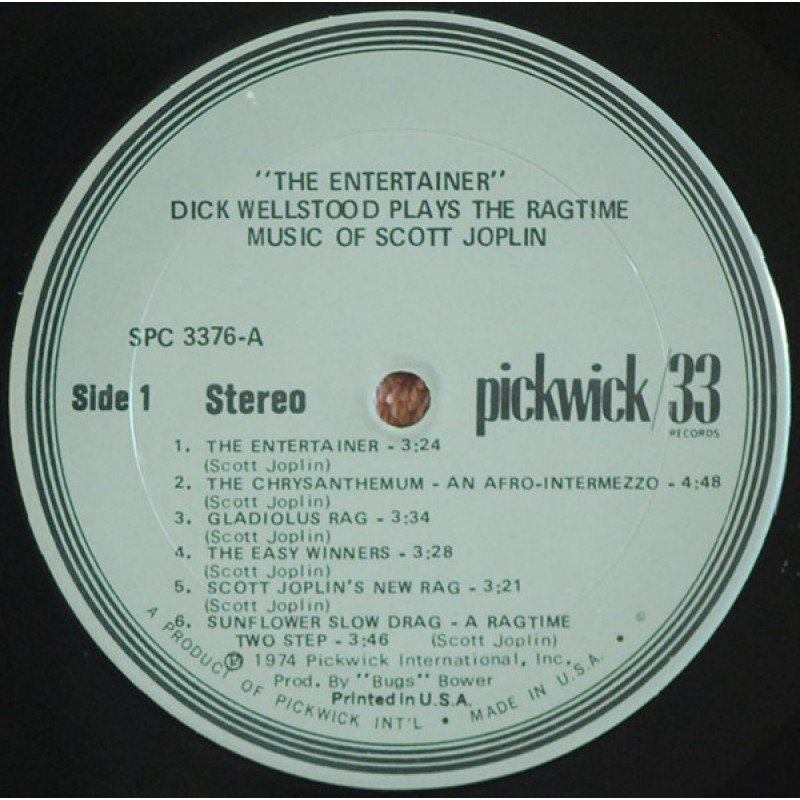 "THE ENTERTAINER"
DICK WELLSTOOD PLAYS THE RAGTIME
MUSIC OF SCOTT JOPLIN
SPC 3376-A
Side 1 Stereo
pickwick/33
RECORDS
1. THE ENTERTAINER - 3:24
(Scott Joplin)
2. THE CHRYSANTHEMUM - AN AFRO-INTERMEZZO - 4:48
(Scott Joplin)
3. GLADIOLUS RAG - 3:34
(Scott Joplin)
4. THE EASY WINNERS - 3:28
(Scott Joplin)
5. SCOTT JOPLIN'S NEW RAG - 3:21
(Scott Joplin)
6. SUNFLOWER SLOW DRAG - A RAGTIME
TWO STEP - 3:46 (Scott Joplin)
℗ 1974 Pickwick International, Inc.
Prod. By "Bugs" Bower
Printed in U.S.A.
A PRODUCT OF PICKWICK INT'L • MADE IN U.S.A. • ©